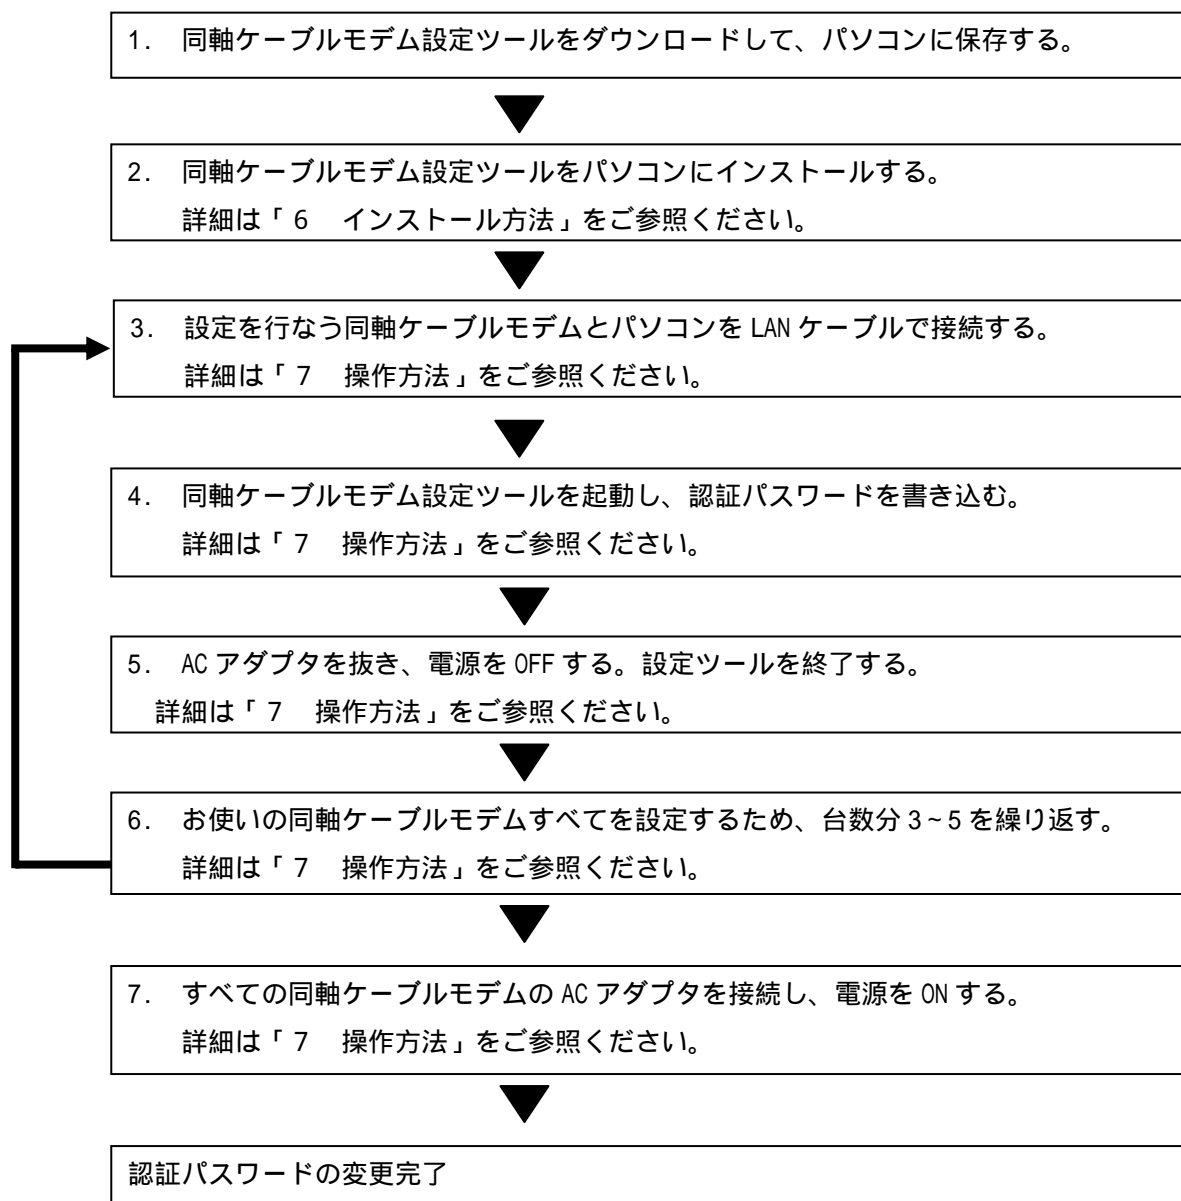 1. 同軸ケーブルモデム設定ツールをダウンロードして、パソコンに保存する。
2. 同軸ケーブルモデム設定ツールをパソコンにインストールする。
詳細は「6 インストール方法」をご参照ください。
3. 設定を行なう同軸ケーブルモデムとパソコンを LAN ケーブルで接続する。
詳細は「7 操作方法」をご参照ください。
4. 同軸ケーブルモデム設定ツールを起動し、認証パスワードを書き込む。
詳細は「7 操作方法」をご参照ください。
5. AC アダプタを抜き、電源を OFF する。設定ツールを終了する。
詳細は「7 操作方法」をご参照ください。
6. お使いの同軸ケーブルモデムすべてを設定するため、台数分 3~5 を繰り返す。
詳細は「7 操作方法」をご参照ください。
7. すべての同軸ケーブルモデムの AC アダプタを接続し、電源を ON する。
詳細は「7 操作方法」をご参照ください。
認証パスワードの変更完了